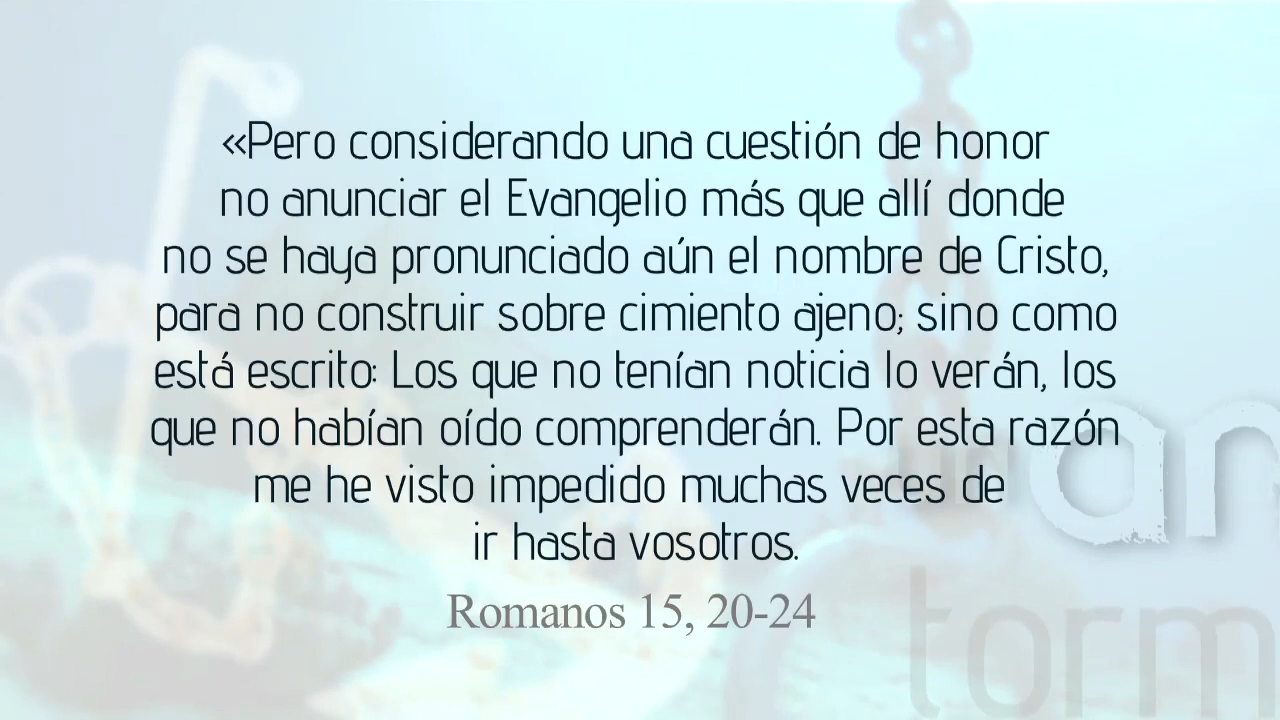 «Pero considerando una cuestión de honor
no anunciar el Evangelio más que allí donde
no se haya pronunciado aún el nombre de Cristo,
para no construir sobre cimiento ajeno; sino como
está escrito: Los que no tenían noticia lo verán, los
que no habían oído comprenderán. Por esta razón
me he visto impedido muchas veces de
ir hasta vosotros.
Romanos 15, 20-24
an
torm